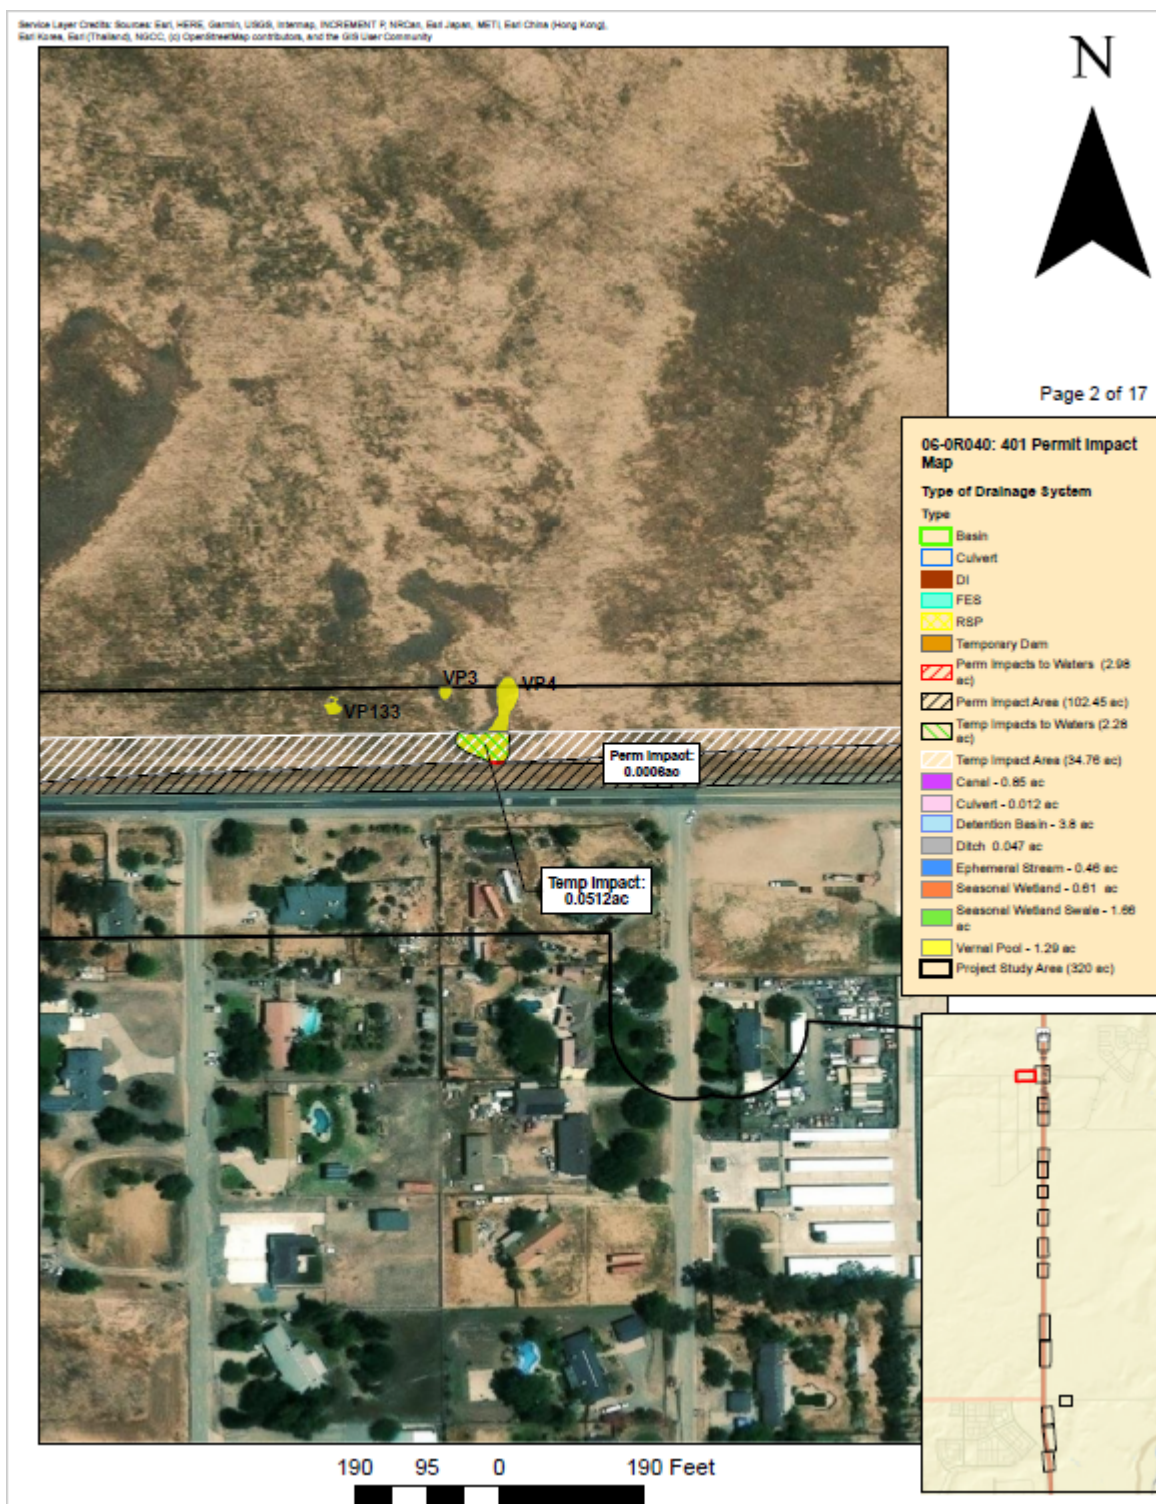 Service Layer Credits: Sources: Esri, HERE, Garmin, USGS, Intermap, INCREMENT P, NRCan, Esri Japan, METI, Esri China (Hong Kong),
Esri Korea, Esri (Thailand), NGCC, (c) OpenStreetMap contributors, and the GIS User Community
N
Page 2 of 17
06-0R040: 401 Permit Impact
Map
Type of Drainage System
Type
Basin
Culvert
DI
FES
RSP
Temporary Dam
Perm Impacts to Waters (2.98
ac)
Perm Impact Area (102.45 ac)
Temp Impacts to Waters (2.28
ac)
Temp Impact Area (34.76 ac)
Canal - 0.85 ac
Culvert - 0.012 ac
Detention Basin - 3.8 ac
Ditch 0.047 ac
Ephemeral Stream - 0.46 ac
Seasonal Wetland - 0.61 ac
Seasonal Wetland Swale - 1.66
ac
Vernal Pool - 1.29 ac
Project Study Area (320 ac)
VP3
VP4
VP133
Perm Impact:
0.0006ac
Temp Impact:
0.0512ac
190 95 0 190 Feet